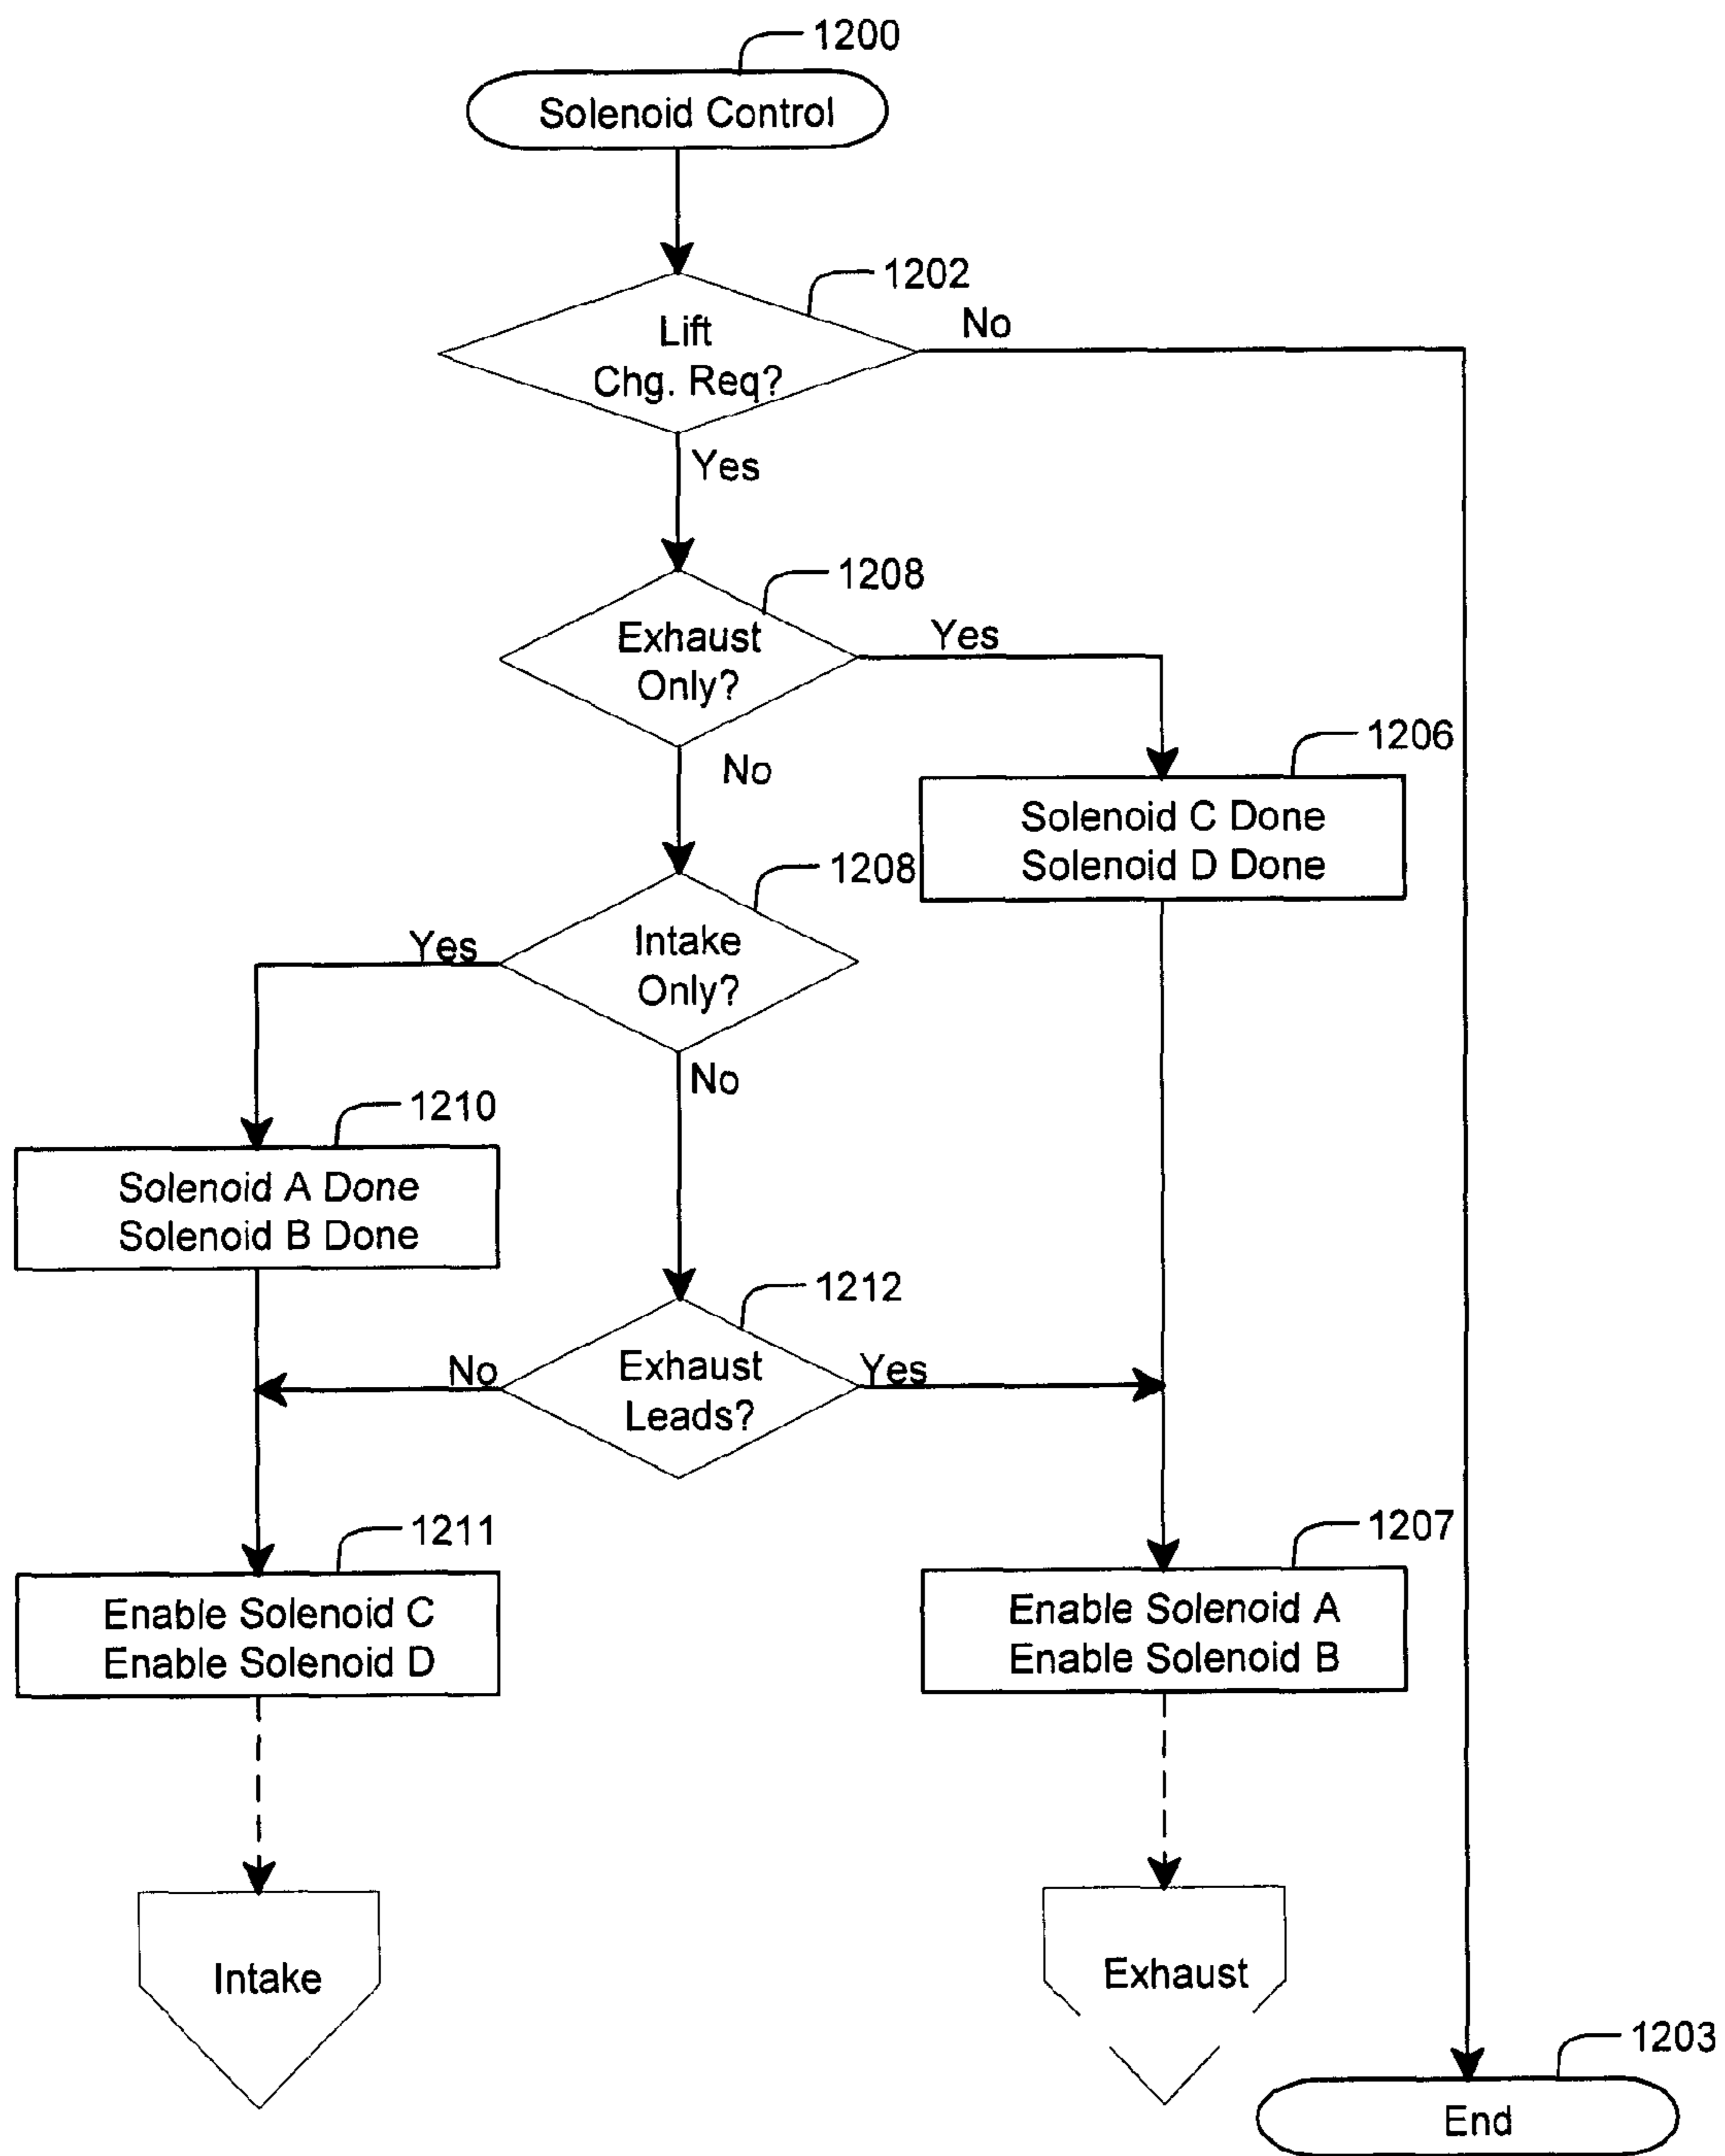 1200
Solenoid Control
1202
Lift
Chg. Req?
No
Yes
1208
Exhaust
Only?
Yes
No
1206
Solenoid C Done
Solenoid D Done
1208
Intake
Only?
Yes
No
1210
Solenoid A Done
Solenoid B Done
1212
Exhaust
Leads?
No
Yes
1211
Enable Solenoid C
Enable Solenoid D
1207
Enable Solenoid A
Enable Solenoid B
Intake
Exhaust
1203
End